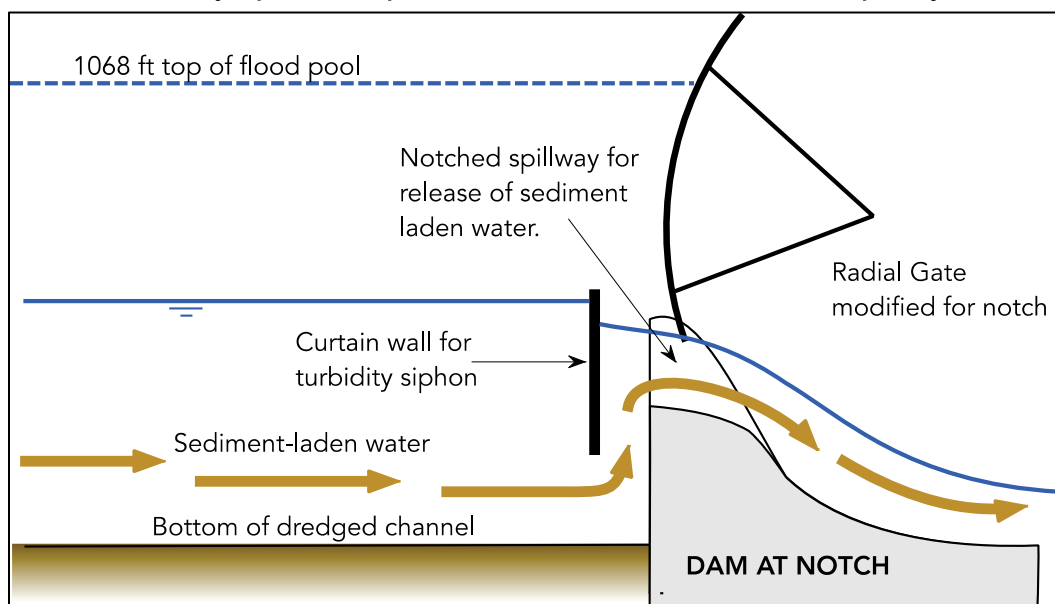 1068 ft top of flood pool
Notched spillway for
release of sediment
laden water.
Radial Gate
modified for notch
Curtain wall for
turbidity siphon
Sediment-laden water
Bottom of dredged channel
DAM AT NOTCH